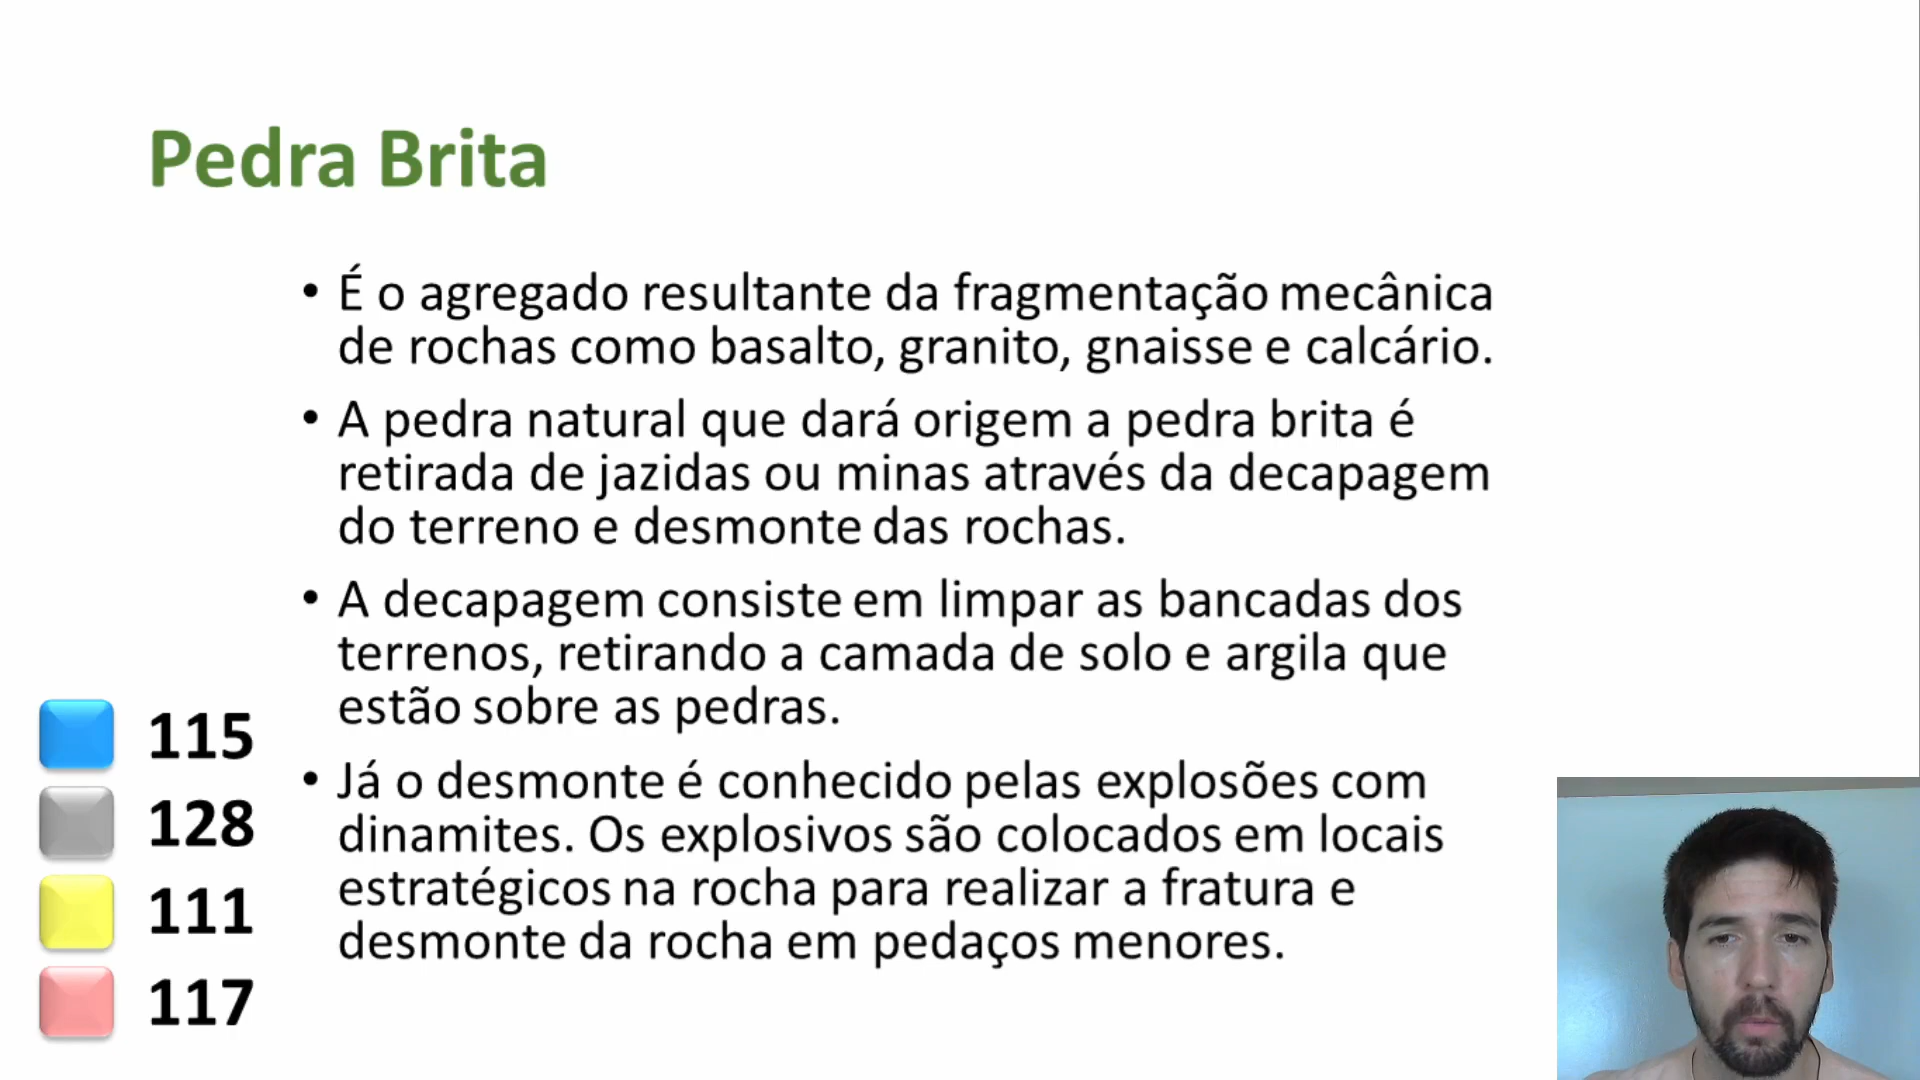 Pedra Brita
• É o agregado resultante da fragmentação mecânica
de rochas como basalto, granito, gnaisse e calcário.
• A pedra natural que dará origem a pedra brita é
retirada de jazidas ou minas através da decapagem
do terreno e desmonte das rochas.
• A decapagem consiste em limpar as bancadas dos
terrenos, retirando a camada de solo e argila que
estão sobre as pedras.
• Já o desmonte é conhecido pelas explosões com
dinamites. Os explosivos são colocados em locais
estratégicos na rocha para realizar a fratura e
desmonte da rocha em pedaços menores.
115
128
111
117